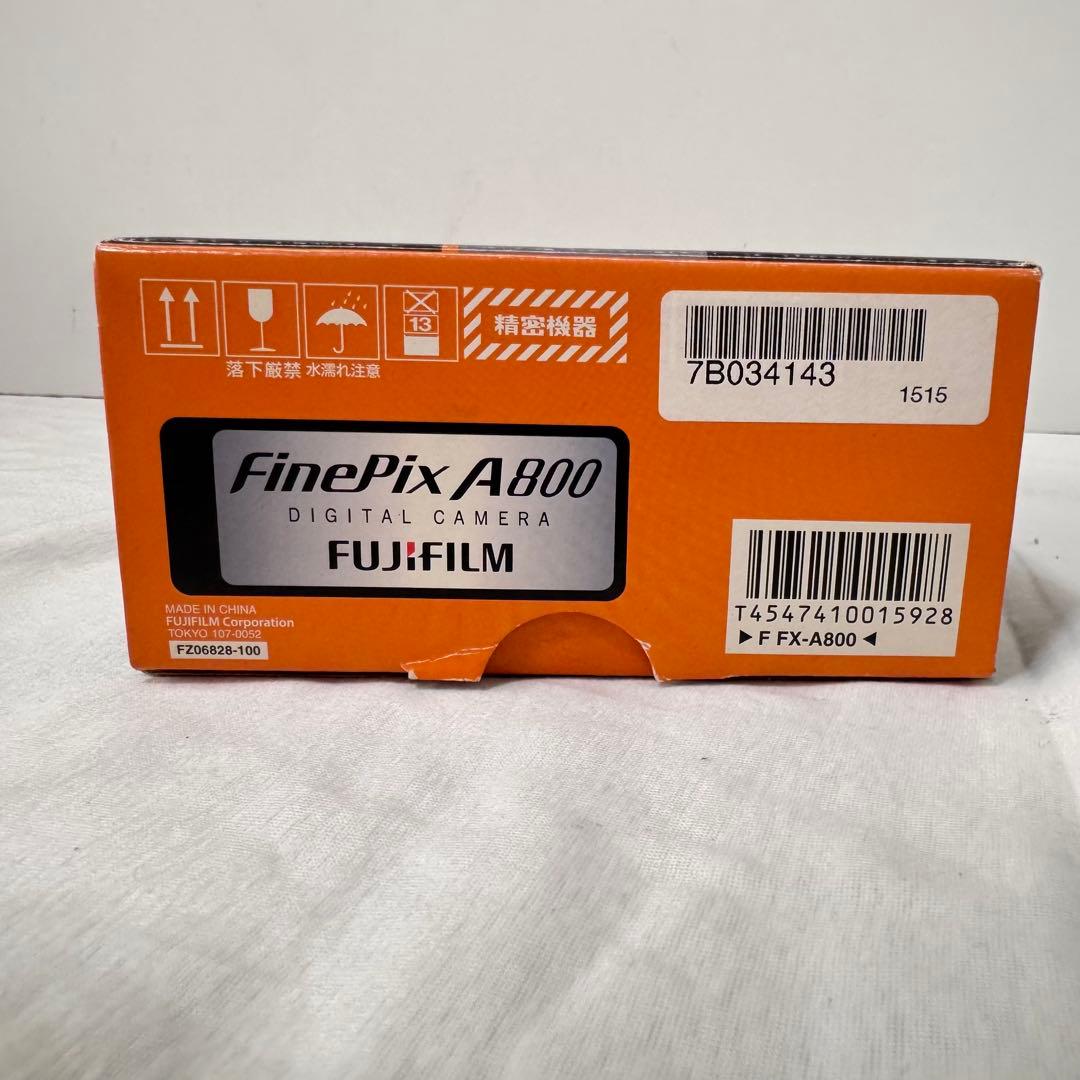 13
精密機器
落下厳禁 水濡れ注意
7B034143
1515
FinePix A800
DIGITAL CAMERA
FUJIFILM
T4547410015928
▶ F FX-A800 ◀
MADE IN CHINA
FUJIFILM Corporation
TOKYO 107-0052
FZ06828-100